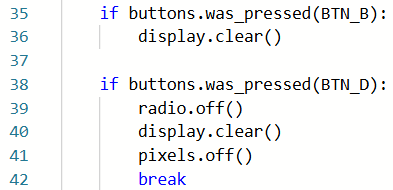 35 if buttons.was_pressed(BTN_B):
36 display.clear()
37
38 if buttons.was_pressed(BTN_D):
39 radio.off()
40 display.clear()
41 pixels.off()
42 break